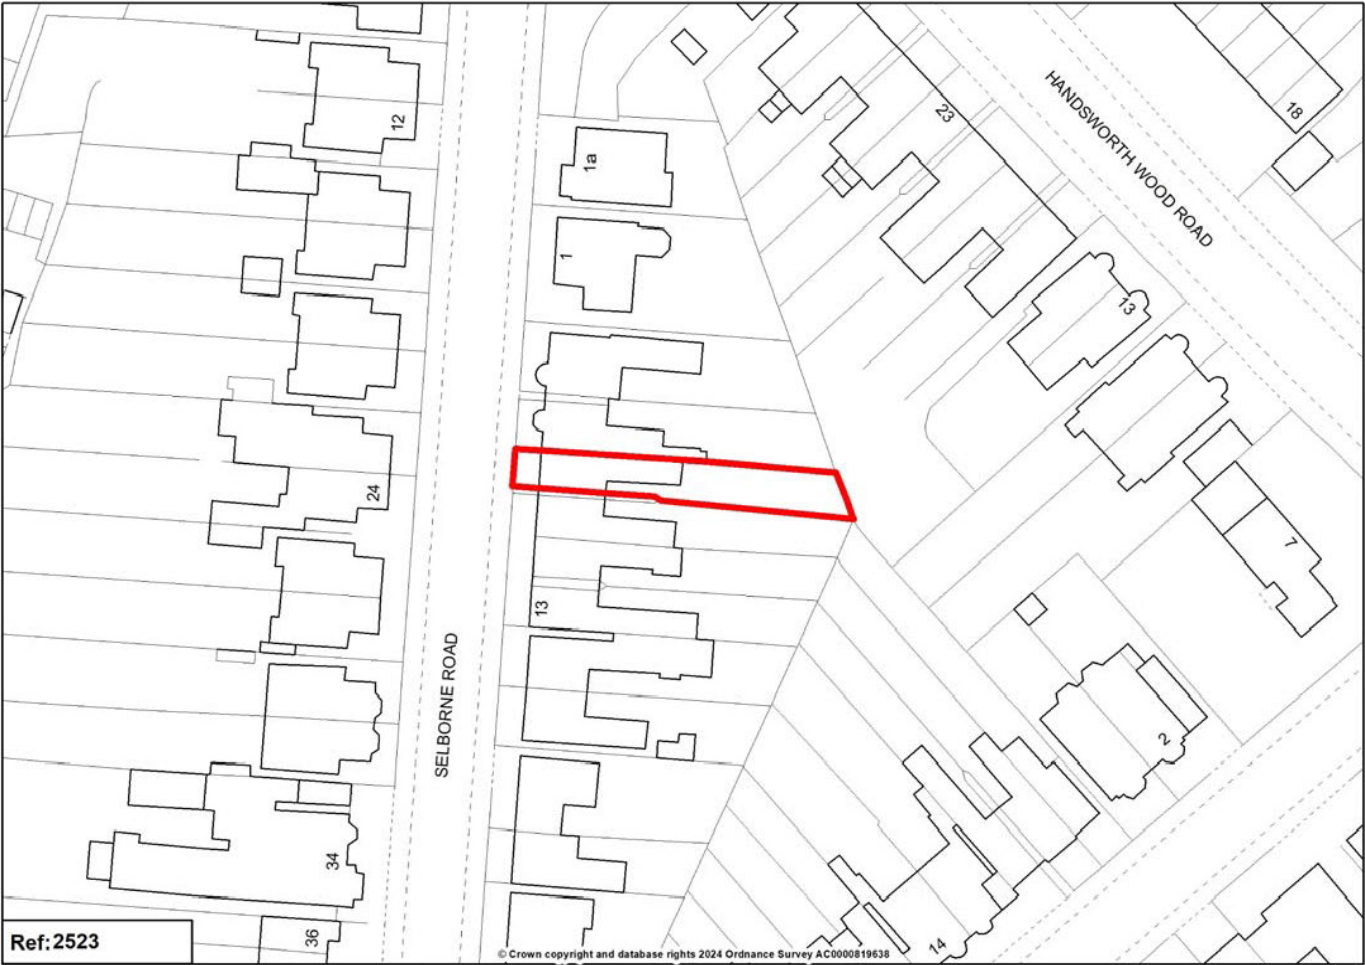 12
1a
23
HANDSWORTH WOOD ROAD
18
1
13
24
7
13
SELBORNE ROAD
2
34
36
14
Ref:2523
© Crown copyright and database rights 2024 Ordnance Survey AC0000819638